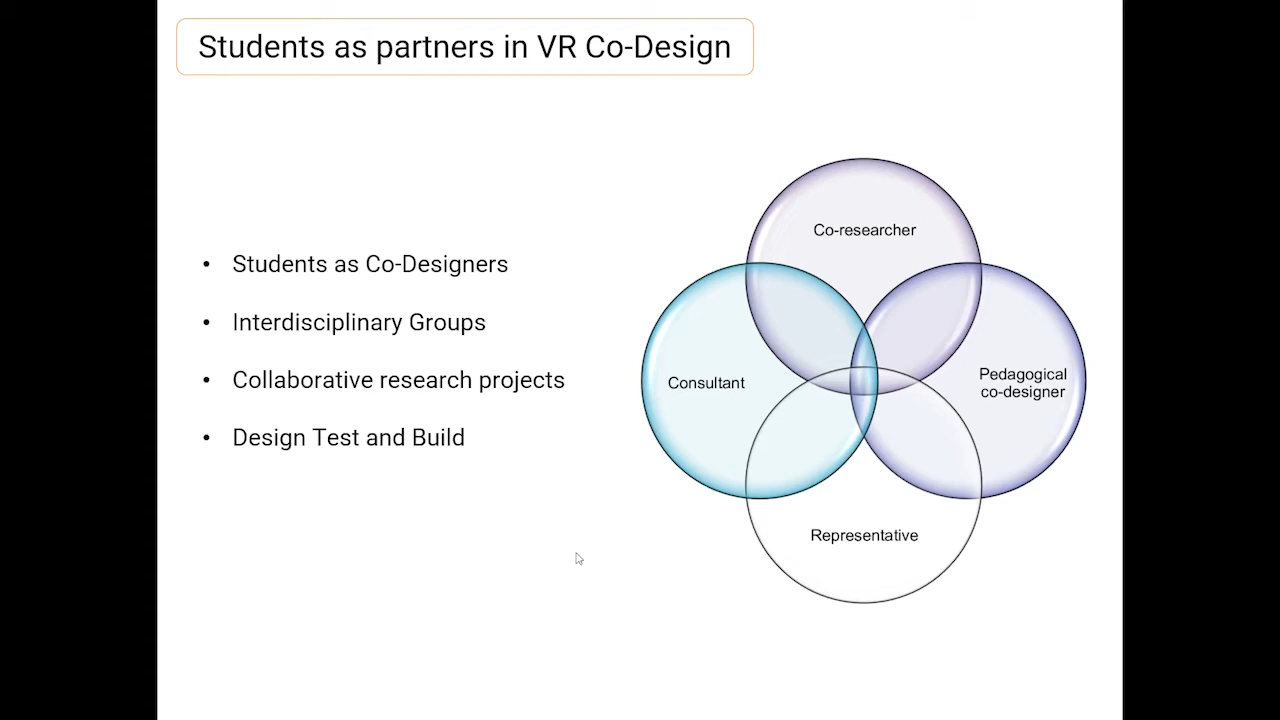 Students as partners in VR Co-Design
• Students as Co-Designers
• Interdisciplinary Groups
• Collaborative research projects
• Design Test and Build
Co-researcher
Consultant
Pedagogical
co-designer
Representative